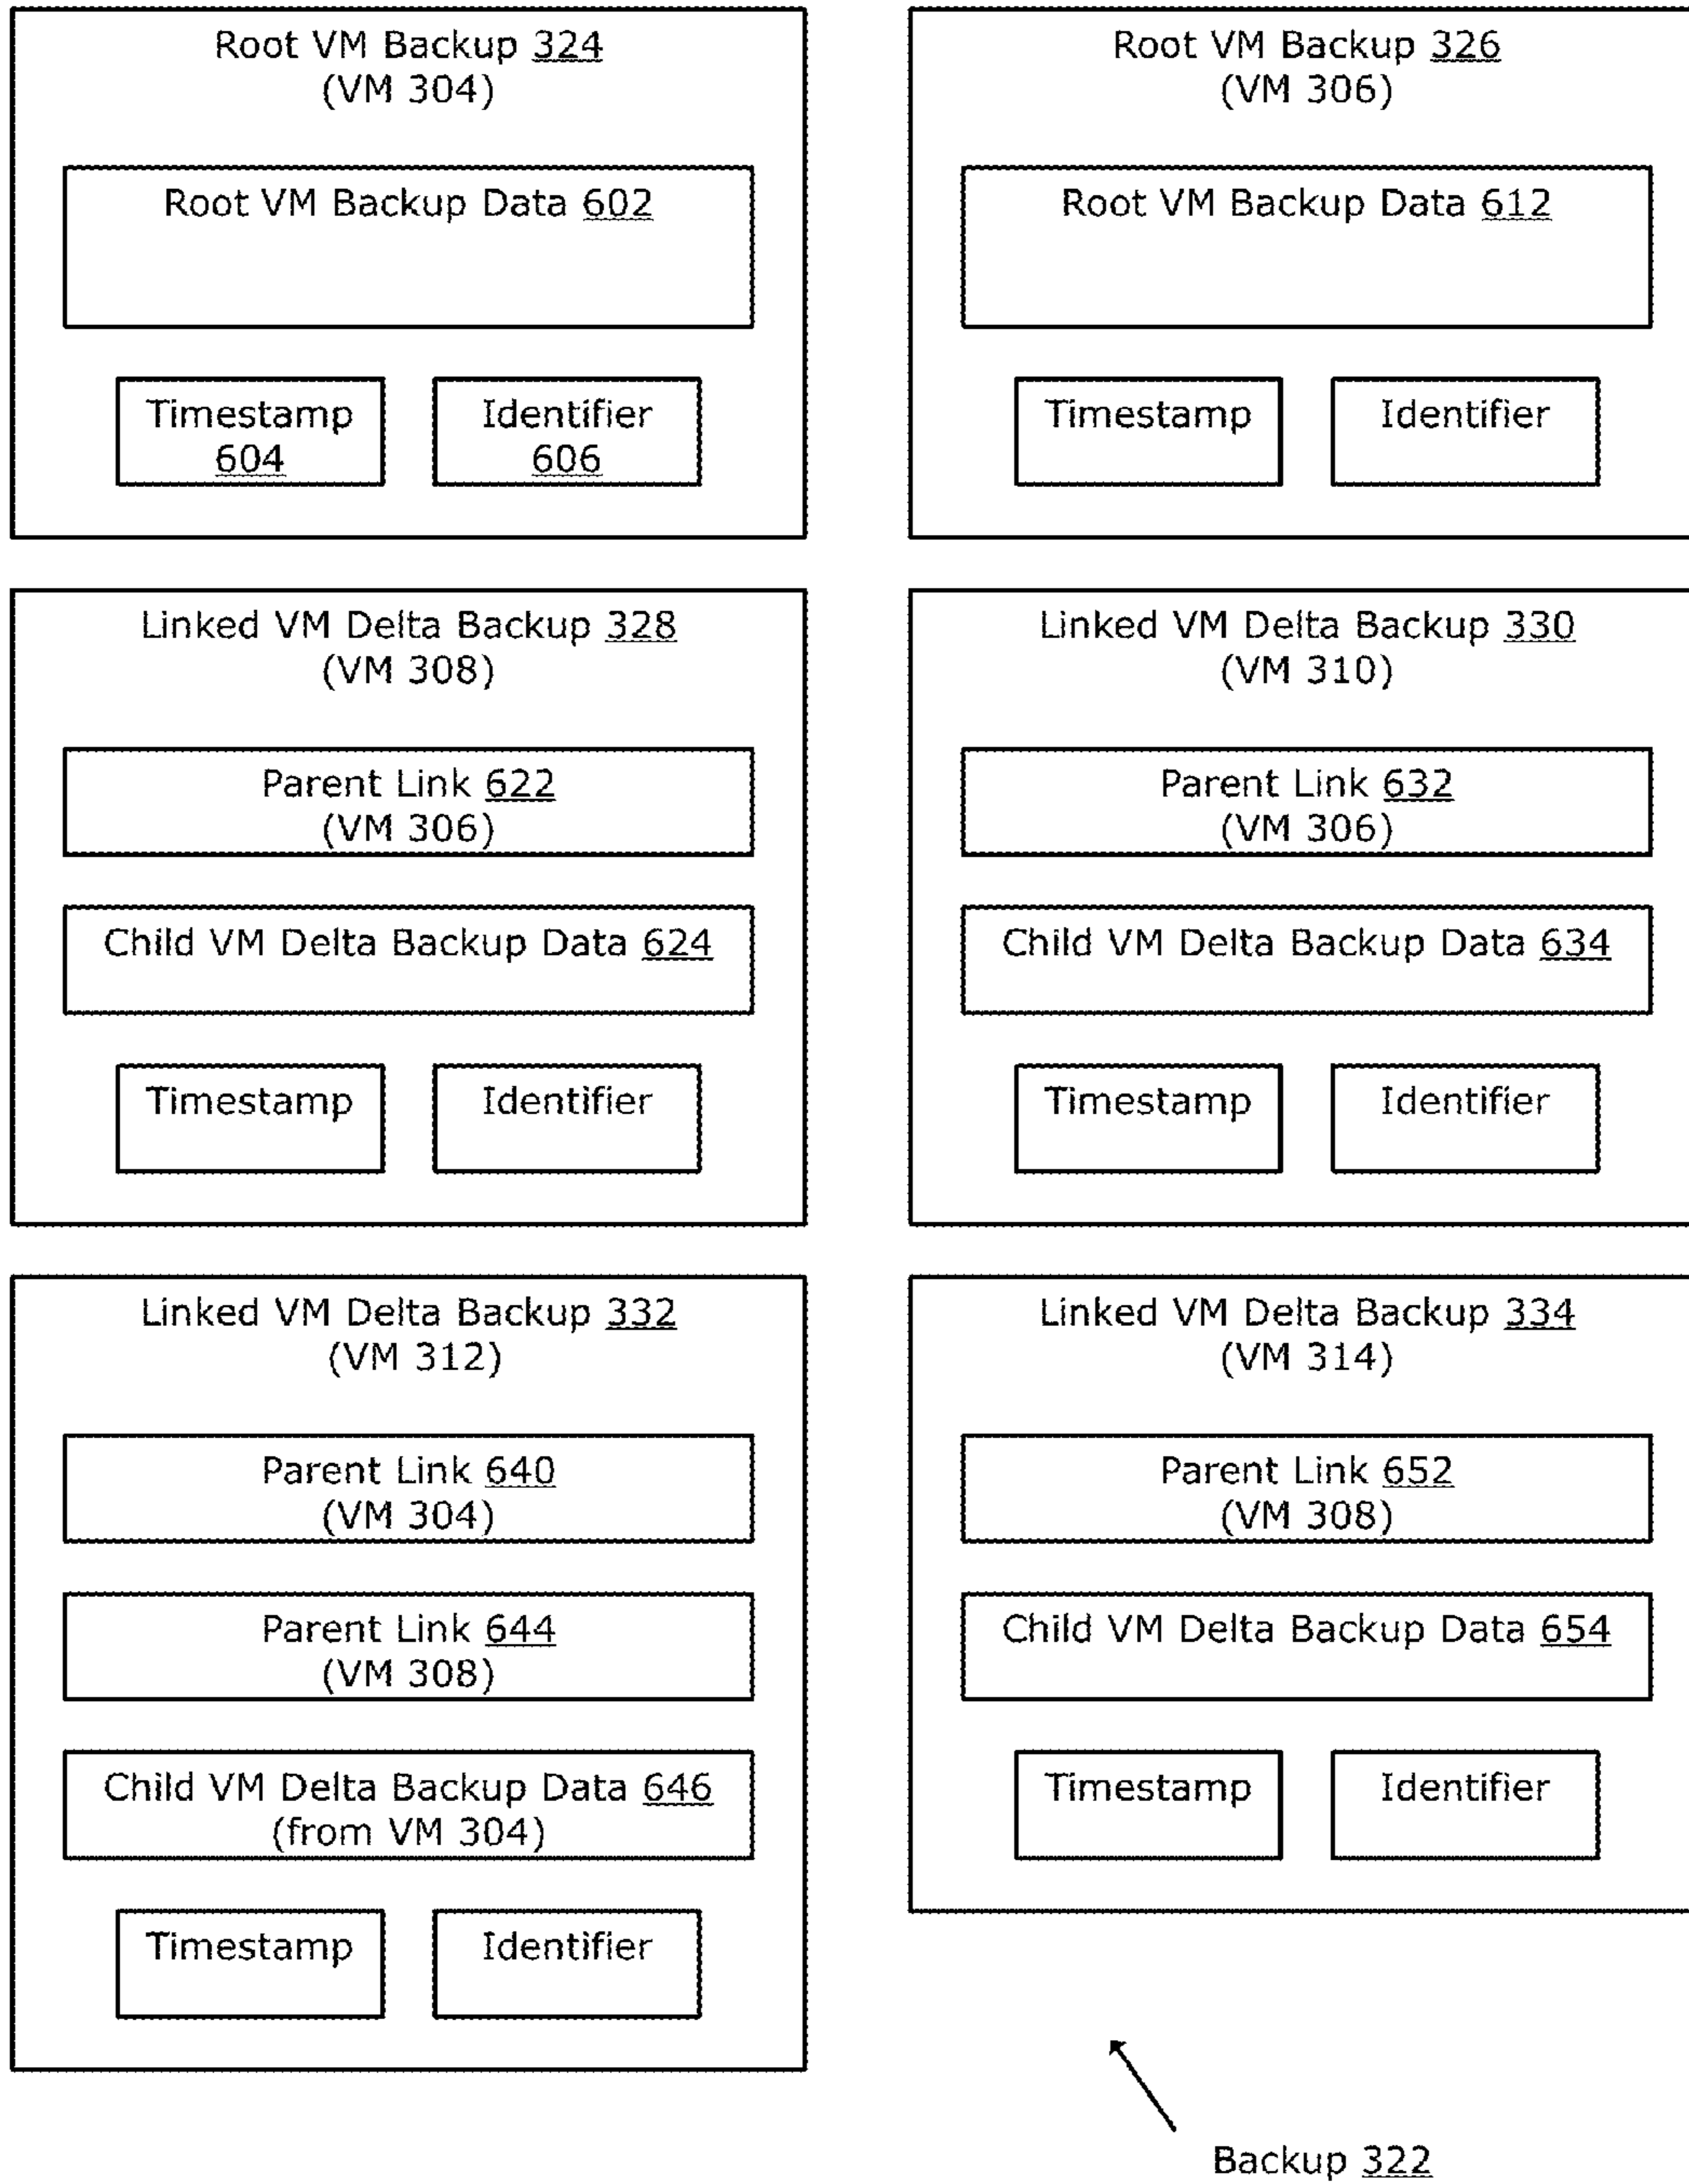 Root VM Backup 324
(VM 304)
Root VM Backup Data 602
Timestamp
604
Identifier
606
Root VM Backup 326
(VM 306)
Root VM Backup Data 612
Timestamp
Identifier
Linked VM Delta Backup 328
(VM 308)
Parent Link 622
(VM 306)
Child VM Delta Backup Data 624
Timestamp
Identifier
Linked VM Delta Backup 330
(VM 310)
Parent Link 632
(VM 306)
Child VM Delta Backup Data 634
Timestamp
Identifier
Linked VM Delta Backup 332
(VM 312)
Parent Link 640
(VM 304)
Parent Link 644
(VM 308)
Child VM Delta Backup Data 646
(from VM 304)
Timestamp
Identifier
Linked VM Delta Backup 334
(VM 314)
Parent Link 652
(VM 308)
Child VM Delta Backup Data 654
Timestamp
Identifier
Backup 322